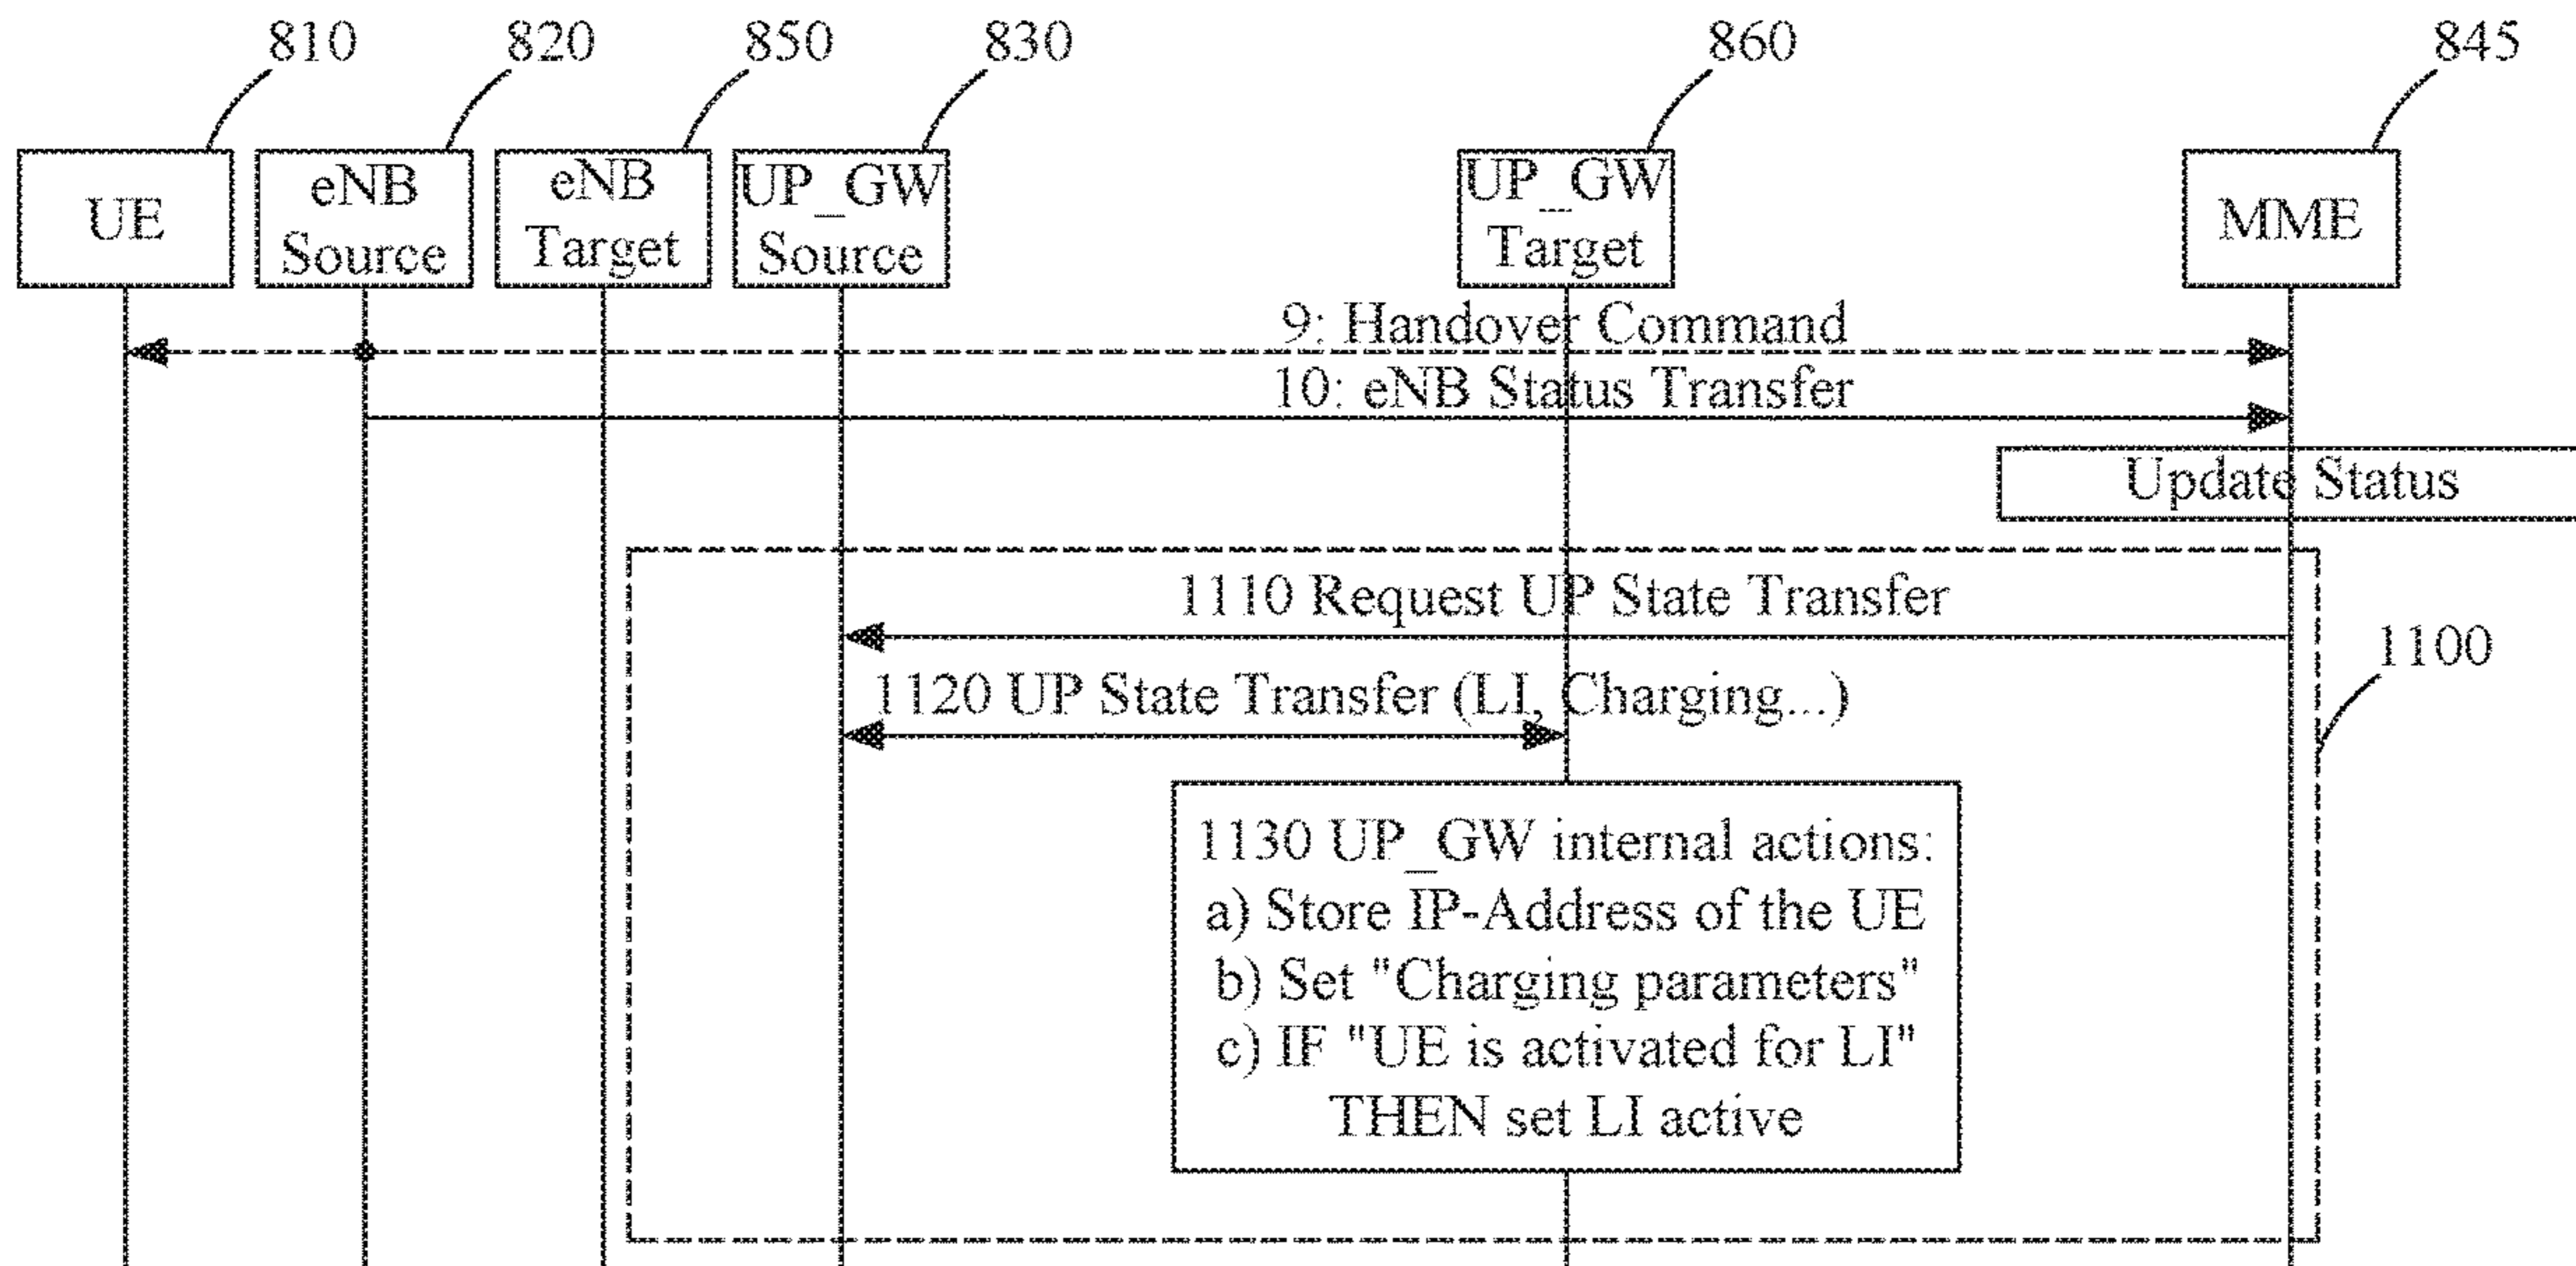 810
820
850
830
860
845
UE
eNB
Source
eNB
Target
UP_GW
Source
UP_GW
Target
MME
9: Handover Command
10: eNB Status Transfer
Update Status
1110 Request UP State Transfer
1100
1120 UP State Transfer (LI, Charging...)
1130 UP_GW internal actions:
a) Store IP-Address of the UE
b) Set "Charging parameters"
c) IF "UE is activated for LI"
THEN set LI active